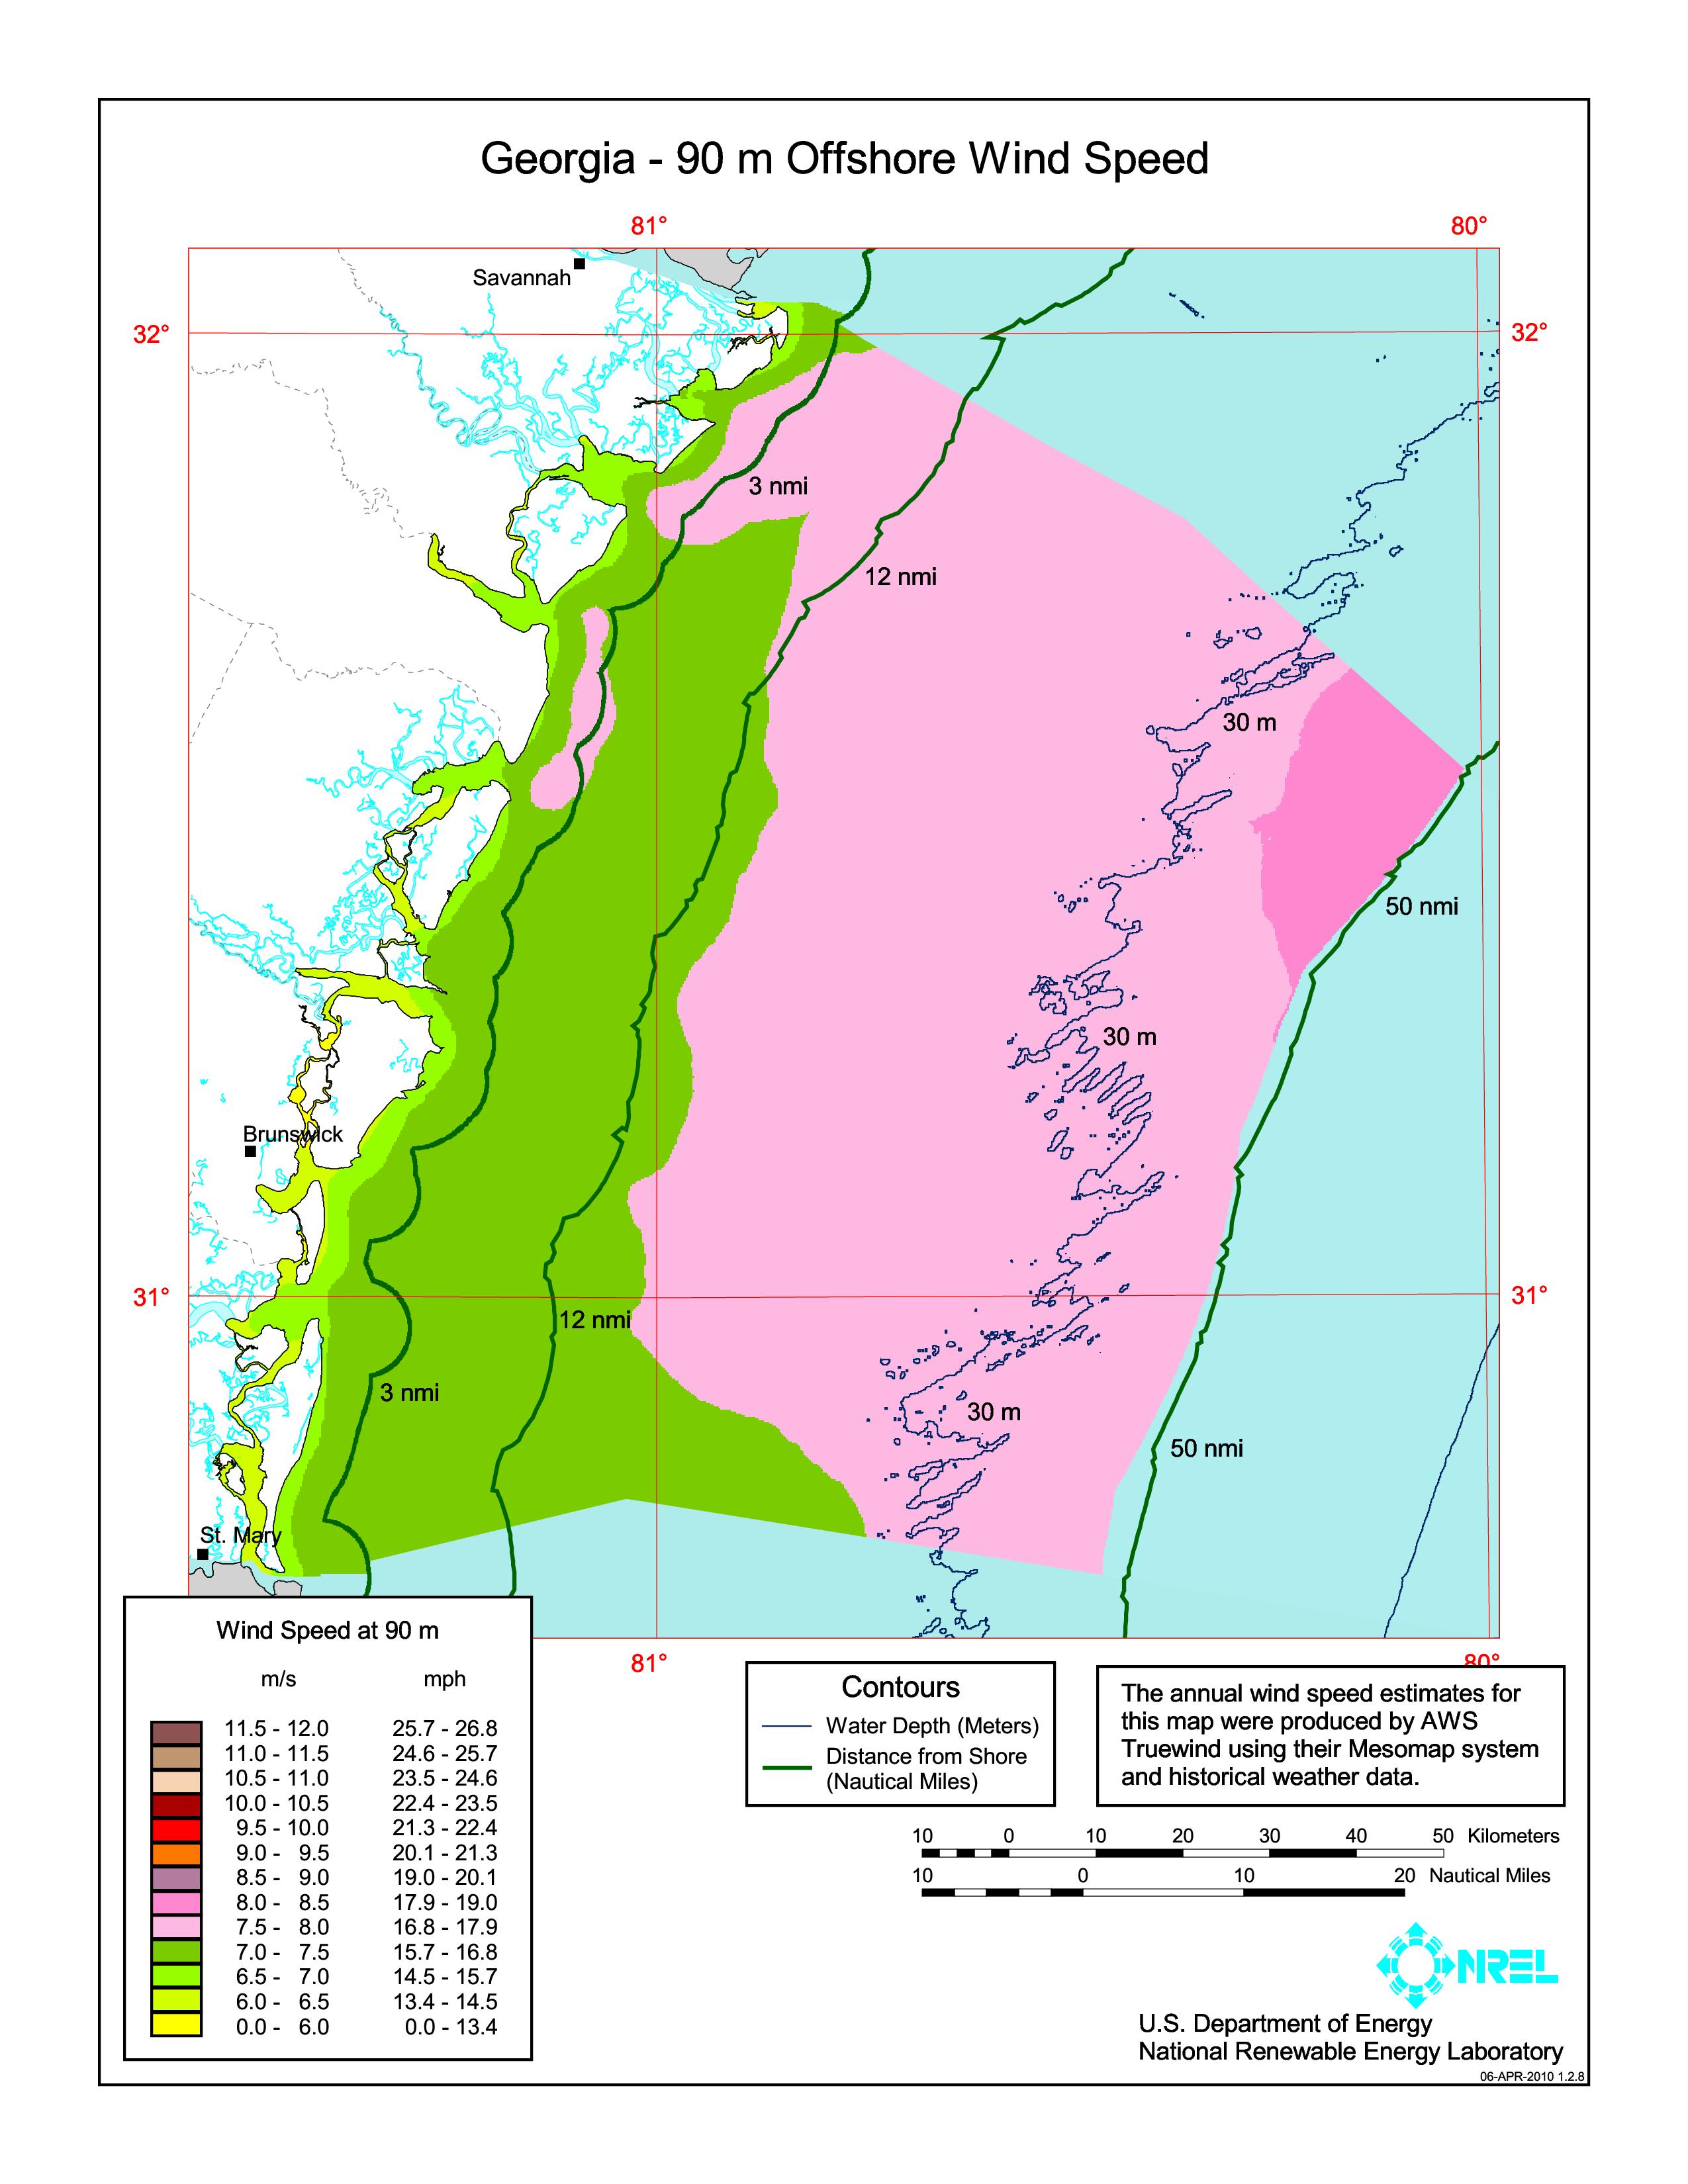 Georgia - 90 m Offshore Wind Speed
81°
80°
Savannah
32°
32°
3 nmi
12 nmi
30 m
50 nmi
30 m
Brunswick
31°
31°
12 nmi
3 nmi
30 m
50 nmi
St. Mary
81°
80°
Wind Speed at 90 m
m/s mph
11.5 - 12.0 25.7 - 26.8
11.0 - 11.5 24.6 - 25.7
10.5 - 11.0 23.5 - 24.6
10.0 - 10.5 22.4 - 23.5
9.5 - 10.0 21.3 - 22.4
9.0 - 9.5 20.1 - 21.3
8.5 - 9.0 19.0 - 20.1
8.0 - 8.5 17.9 - 19.0
7.5 - 8.0 16.8 - 17.9
7.0 - 7.5 15.7 - 16.8
6.5 - 7.0 14.5 - 15.7
6.0 - 6.5 13.4 - 14.5
0.0 - 6.0 0.0 - 13.4
Contours
Water Depth (Meters)
Distance from Shore
(Nautical Miles)
The annual wind speed estimates for
this map were produced by AWS
Truewind using their Mesomap system
and historical weather data.
10 0 10 20 30 40 50 Kilometers
10 0 10 20 Nautical Miles
NREL
U.S. Department of Energy
National Renewable Energy Laboratory
06-APR-2010 1.2.8